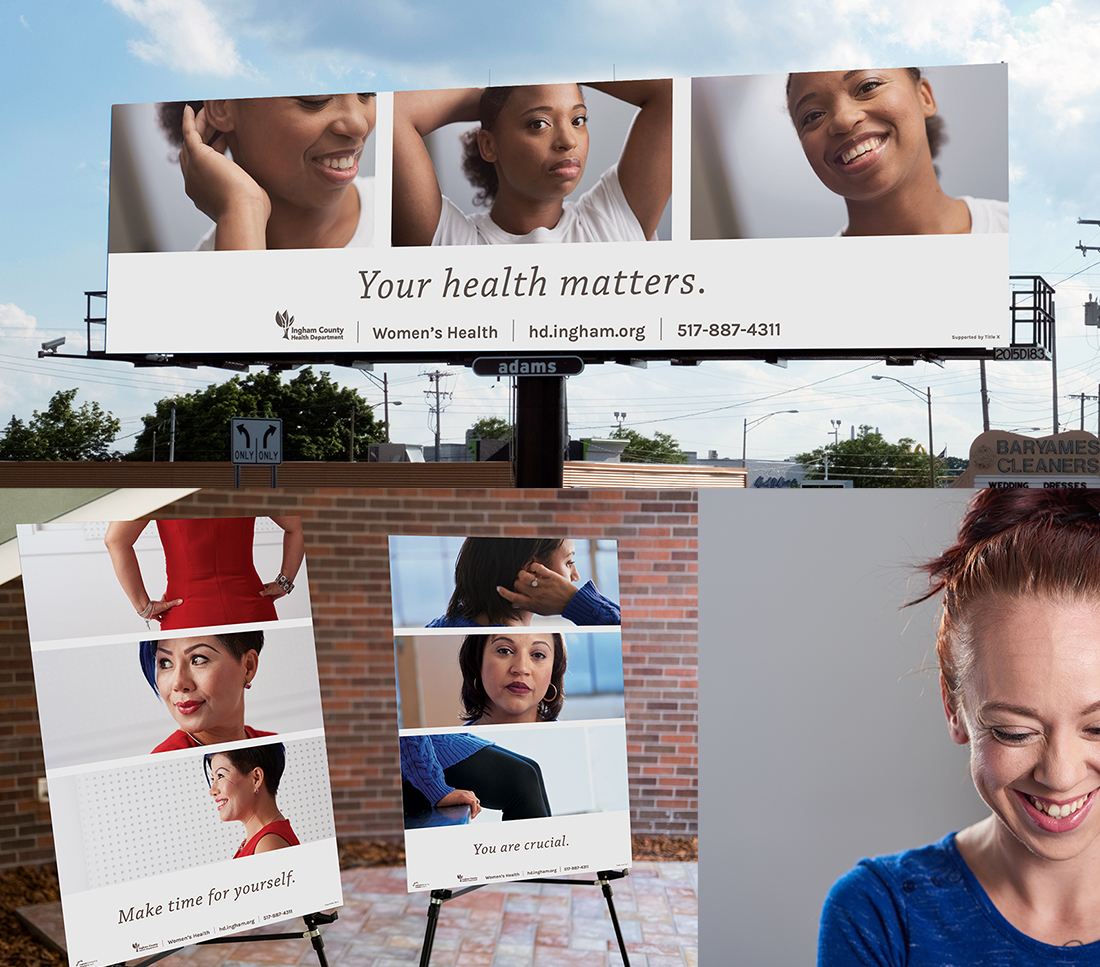 Your health matters.
Ingham County
Health Department
Women's Health
hd.ingham.org
517-887-4311
Supported by Title X
adams
2015D183
ONLY ONLY
BARYAMES
CLEANERS
WEDDING DRESSES
Make time for yourself.
Women's Health
hd.ingham.org
517-887-4311
You are crucial.
Women's Health
hd.ingham.org
517-887-4311